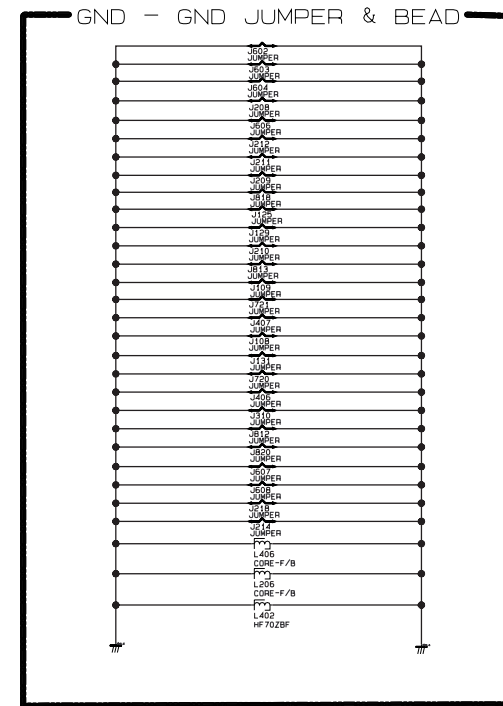 GND - GND JUMPER & BEAD
J602
JUMPER
J603
JUMPER
J604
JUMPER
J208
JUMPER
J606
JUMPER
J212
JUMPER
J211
JUMPER
J209
JUMPER
J818
JUMPER
J125
JUMPER
J129
JUMPER
J210
JUMPER
J813
JUMPER
J109
JUMPER
J721
JUMPER
J407
JUMPER
J108
JUMPER
J131
JUMPER
J720
JUMPER
J406
JUMPER
J310
JUMPER
J812
JUMPER
J820
JUMPER
J607
JUMPER
J608
JUMPER
J218
JUMPER
J214
JUMPER
L406
CORE-F/B
L206
CORE-F/B
L402
HF70ZBF